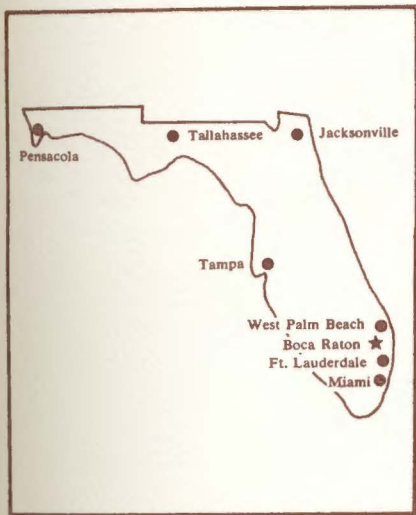 Tallahassee
Jacksonville
Pensacola
Tampa
West Palm Beach
Boca Raton
Ft. Lauderdale
Miami